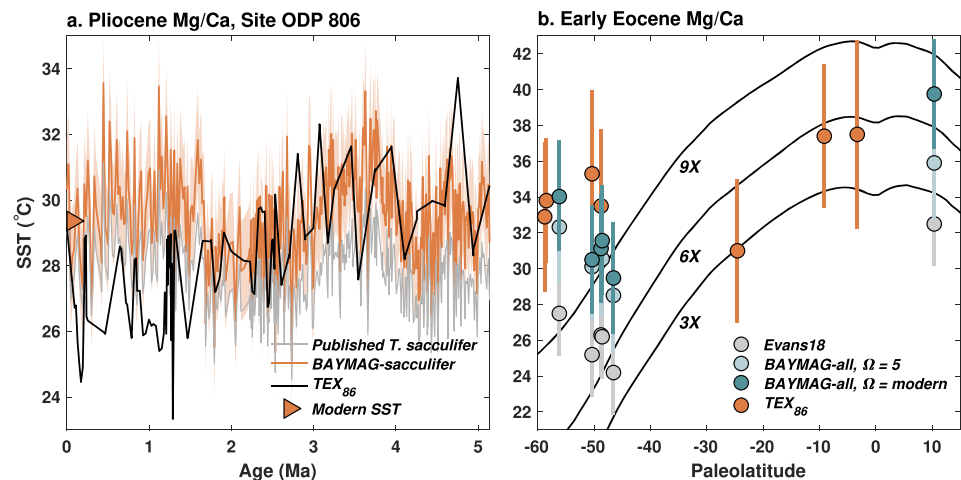 a. Pliocene Mg/Ca, Site ODP 806
SST (°C)
34
32
30
28
26
24
Published T. sacculifer
BAYMAG-sacculifer
TEX86
Modern SST
0 1 2 3 4 5
Age (Ma)
b. Early Eocene Mg/Ca
42
40
38
36
34
32
30
28
26
24
22
9X
6X
3X
Evans18
BAYMAG-all, Ω = 5
BAYMAG-all, Ω = modern
TEX86
-60 -50 -40 -30 -20 -10 0 10
Paleolatitude